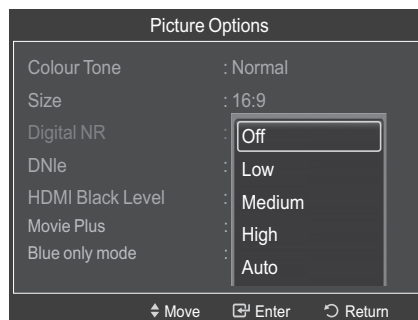 Picture Options
Colour Tone : Normal
Size : 16:9
Digital NR : Off
DNIe : Low
HDMI Black Level : Medium
Movie Plus : High
Blue only mode : Auto
Move Enter Return